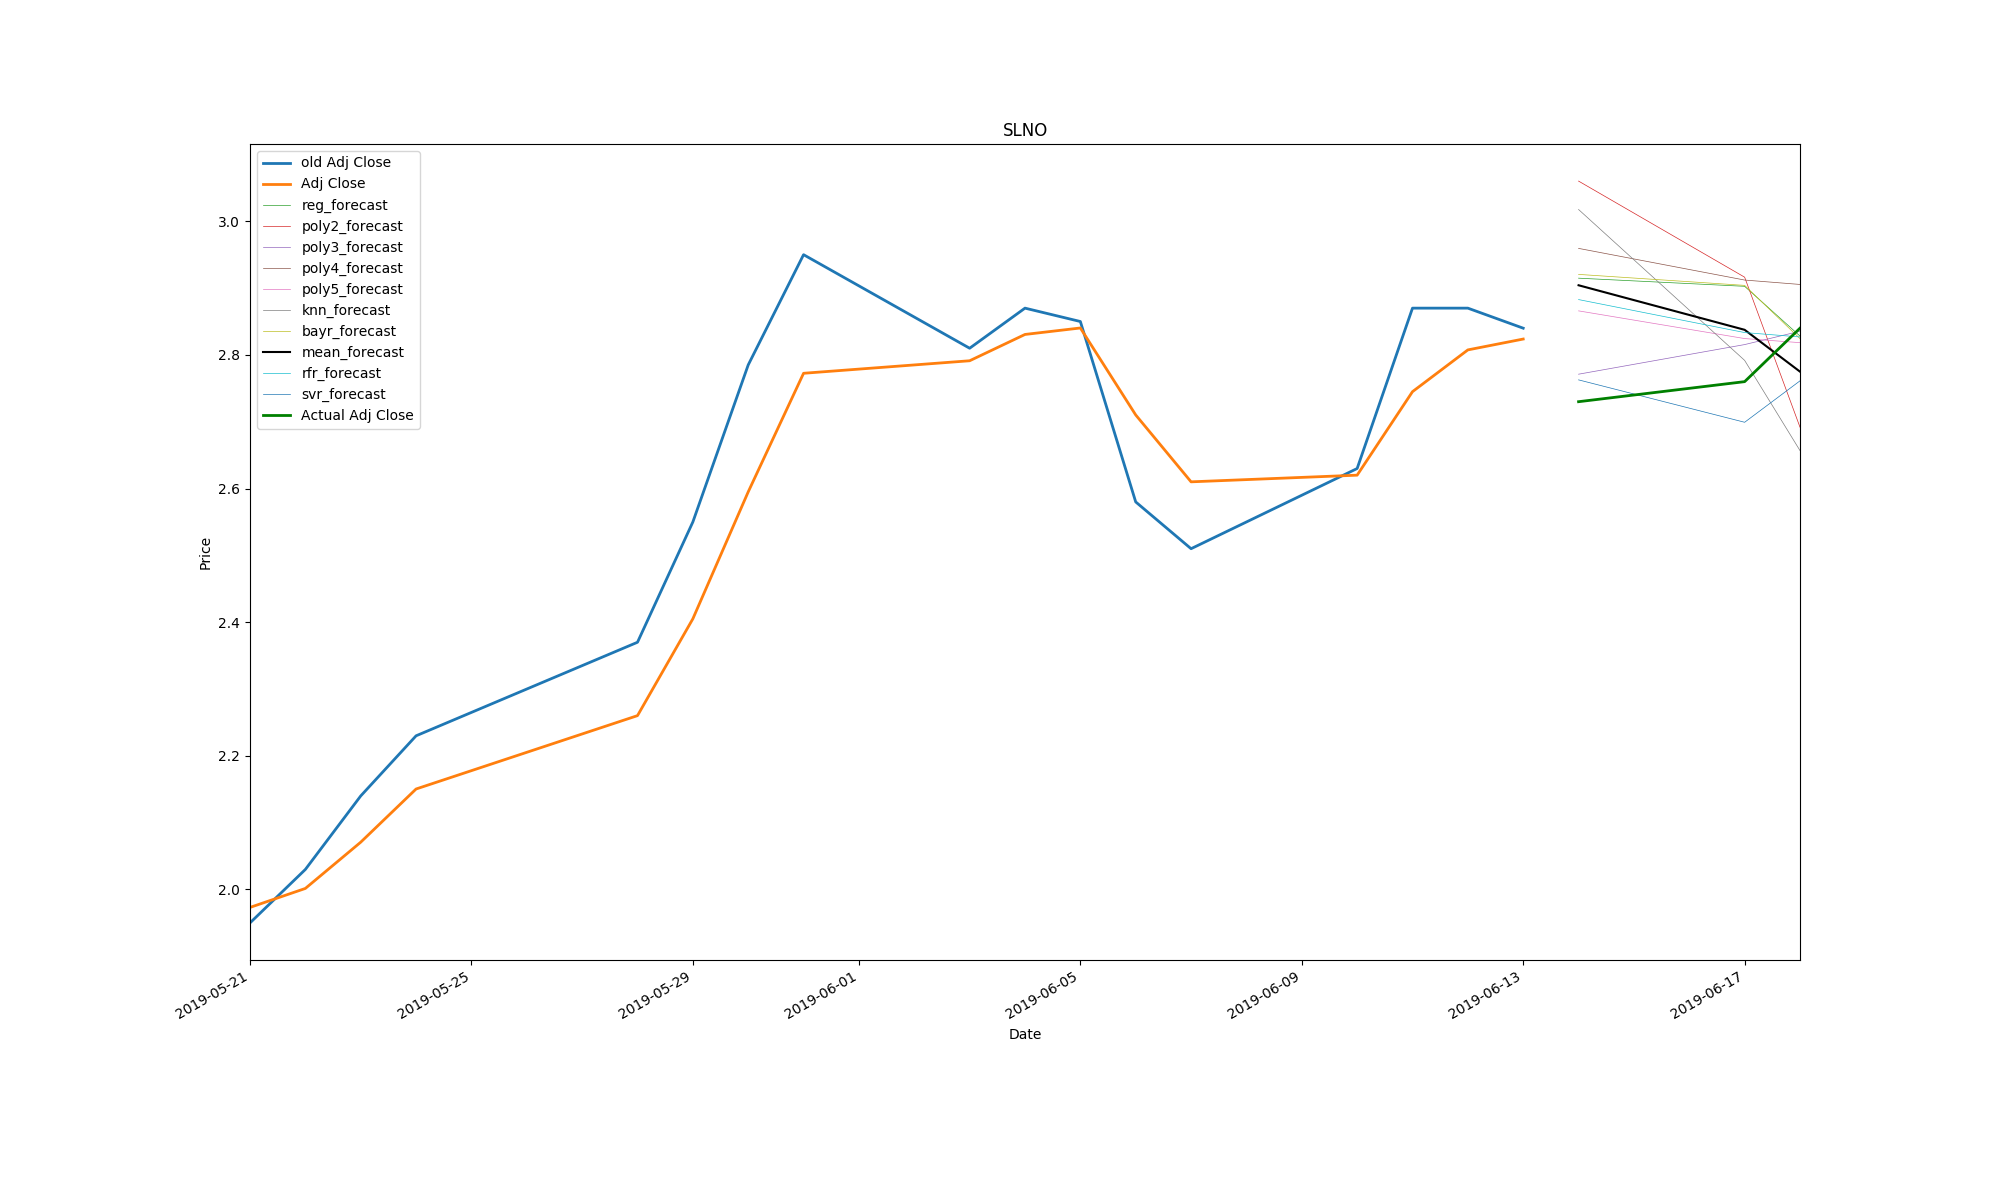 SLNO
old Adj Close
Adj Close
reg_forecast
poly2_forecast
poly3_forecast
poly4_forecast
poly5_forecast
knn_forecast
bayr_forecast
mean_forecast
rfr_forecast
svr_forecast
Actual Adj Close
3.0
2.8
2.6
2.4
2.2
2.0
Price
2019-05-21
2019-05-25
2019-05-29
2019-06-01
2019-06-05
2019-06-09
2019-06-13
2019-06-17
Date